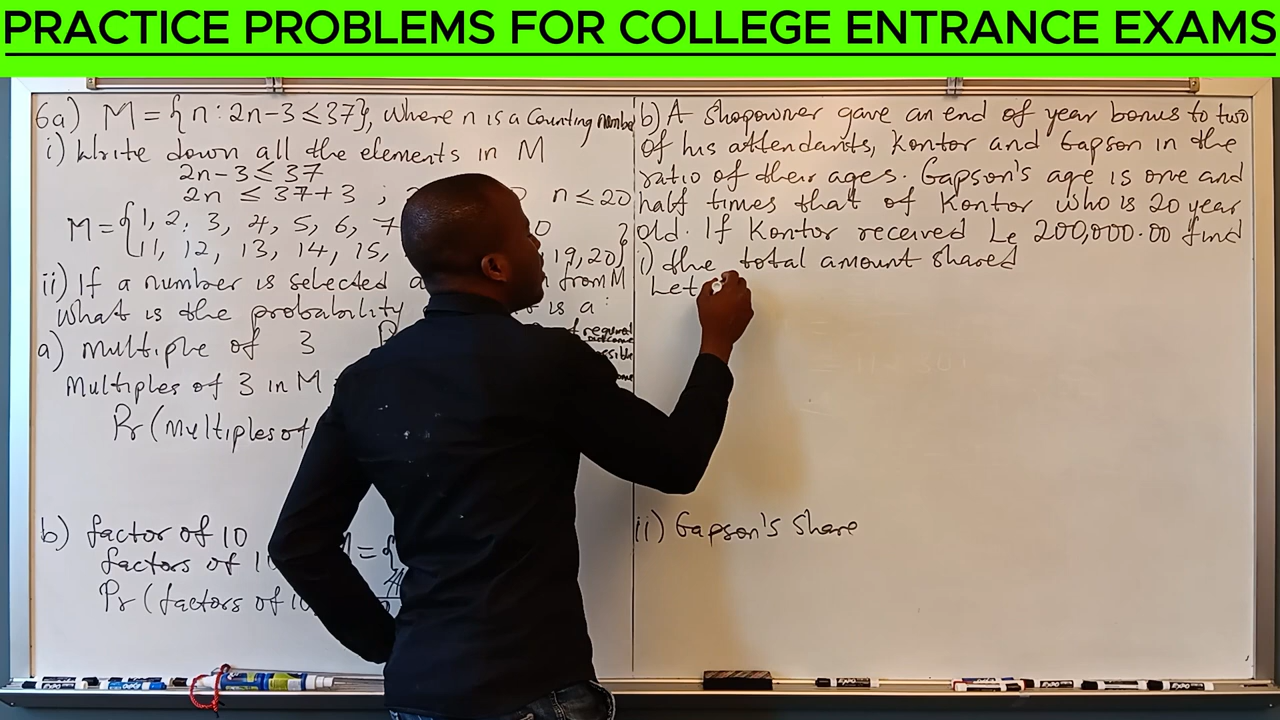 PRACTICE PROBLEMS FOR COLLEGE ENTRANCE EXAMS
6a) M = {n : 2n-3 ≤ 37}, where n is a counting number
i) Write down all the elements in M
2n-3 ≤ 37
2n ≤ 37+3 ; n ≤ 20
M = {1, 2, 3, 4, 5, 6, 7
11, 12, 13, 14, 15, 19, 20}
ii) If a number is selected from M
What is the probability is a:
a) Multiple of 3
required
Outcome
Multiples of 3 in M =
Pr (Multiples of
b) factor of 10
factors of 1 M = {
Pr (factors of 10
b) A Shopowner gave an end of year bonus to two
of his attendants, Kontor and Gapson in the
ratio of their ages. Gapson's age is one and
half times that of Kontor who is 20 year
old. If Kontor received Le 200,000.00 find
i) the total amount shared
Let
ii) Gapson's Share
EXPO